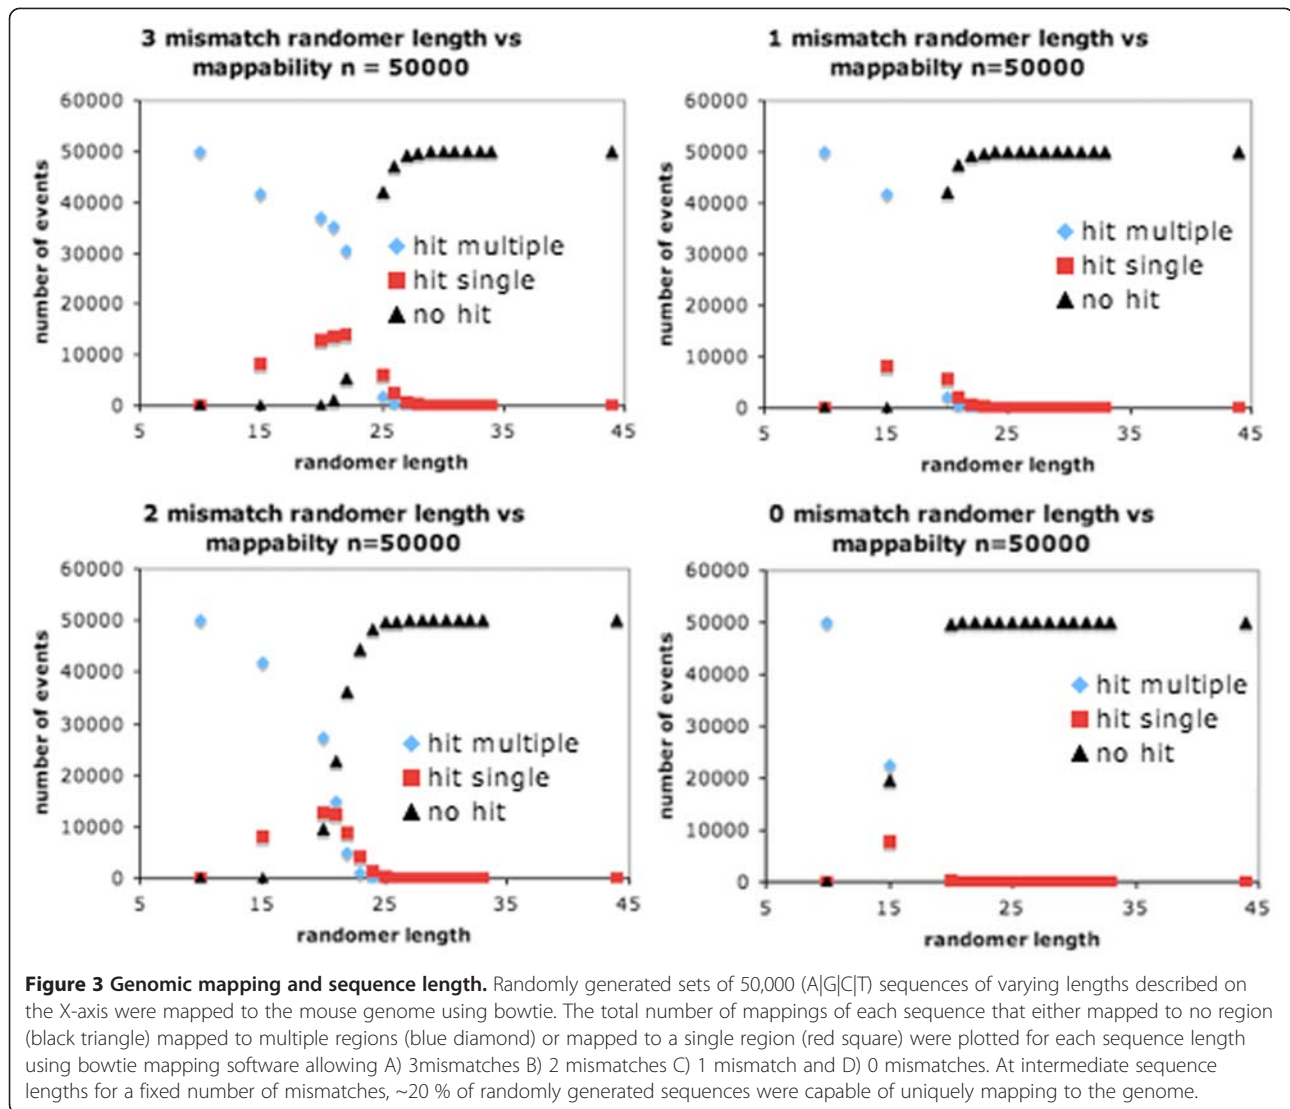 3 mismatch randomer length vs
mappability n = 50000
60000
50000
40000
30000
20000
10000
0
number of events
hit multiple
hit single
no hit
5
15
25
35
45
randomer length
1 mismatch randomer length vs
mappabilty n=50000
60000
50000
40000
30000
20000
10000
0
number of events
hit multiple
hit single
no hit
5
15
25
35
45
randomer length
2 mismatch randomer length vs
mappabilty n=50000
60000
50000
40000
30000
20000
10000
0
number of events
hit multiple
hit single
no hit
5
15
25
35
45
randomer length
0 mismatch randomer length vs
mappabilty n=50000
60000
50000
40000
30000
20000
10000
0
number of events
hit multiple
hit single
no hit
5
15
25
35
45
randomer length
Figure 3 Genomic mapping and sequence length. Randomly generated sets of 50,000 (A|G|C|T) sequences of varying lengths described on
the X-axis were mapped to the mouse genome using bowtie. The total number of mappings of each sequence that either mapped to no region
(black triangle) mapped to multiple regions (blue diamond) or mapped to a single region (red square) were plotted for each sequence length
using bowtie mapping software allowing A) 3mismatches B) 2 mismatches C) 1 mismatch and D) 0 mismatches. At intermediate sequence
lengths for a fixed number of mismatches, ~20 % of randomly generated sequences were capable of uniquely mapping to the genome.